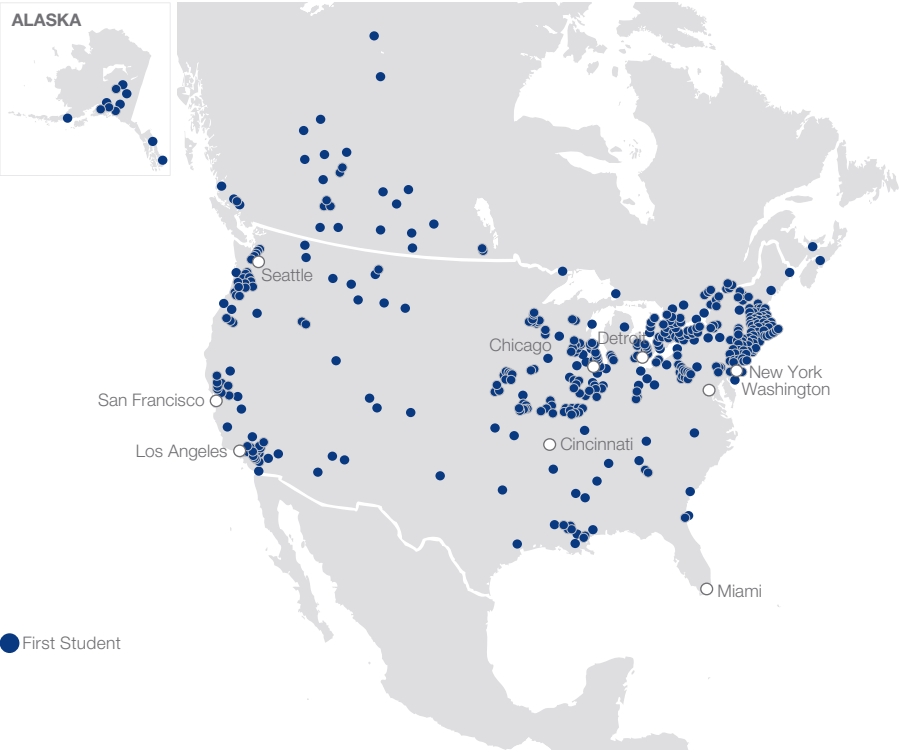 ALASKA
Seattle
Chicago
Detroit
New York
Washington
San Francisco
Los Angeles
Cincinnati
Miami
First Student